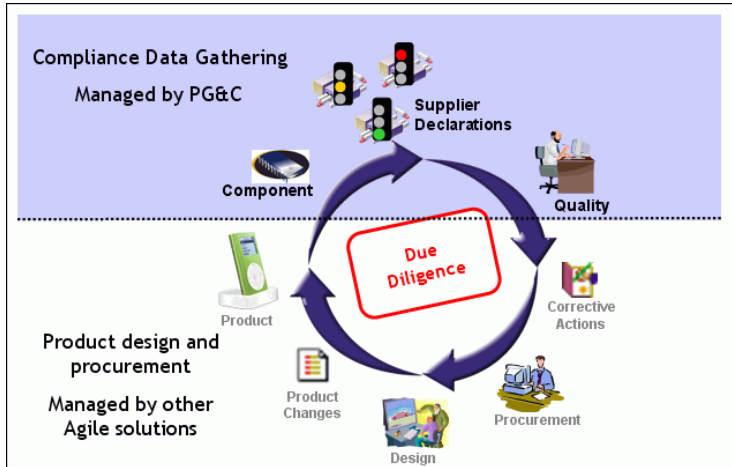 Compliance Data Gathering
Managed by PG&C
Supplier
Declarations
Component
Quality
Due
Diligence
Product
Corrective
Actions
Product design and
procurement
Managed by other
Agile solutions
Product
Changes
Procurement
Design